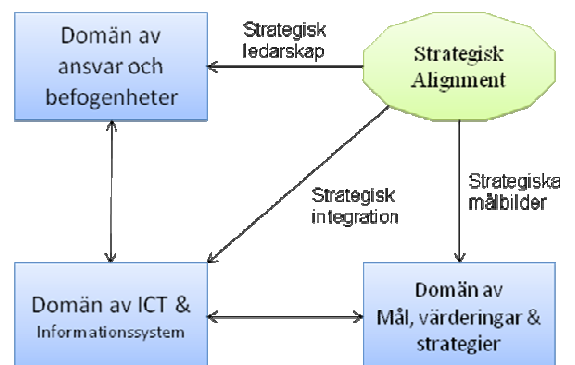 Domän av
ansvar och
befogenheter
Strategisk
ledarskap
Strategisk
Alignment
Strategisk
integration
Strategiska
målbilder
Domän av ICT &
Informationssystem
Domän av
Mål, värderingar &
strategier